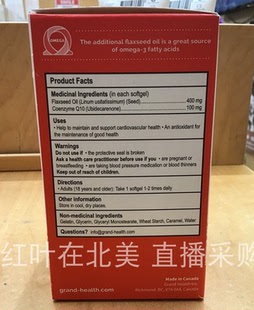 OMEGA
The additional flaxseed oil is a great source
of omega-3 fatty acids
Product Facts
Medicinal Ingredients (in each softgel)
Flaxseed Oil (Linum usitatissimum) (Seed) 400 mg
Coenzyme Q10 (Ubidecarenone) 100 mg
Uses
• Help to maintain and support cardiovascular health • An antioxidant for
the maintenance of good health
Warnings
Do not use if • the protective seal is broken
Ask a health care practitioner before use if you • are pregnant or
breastfeeding • are taking blood pressure medication or blood thinners
Keep out of reach of children.
Directions
• Adults (18 years and older): Take 1 softgel 1-2 times daily
Other information
Store in cool, dry places.
Non-medicinal ingredients
Gelatin, Glycerin, Glyceryl Monostearate, Wheat Starch, Caramel, Water
Questions? info@grand-health.com
红叶在北美 直播采购
Made in Canada
grand-health.com